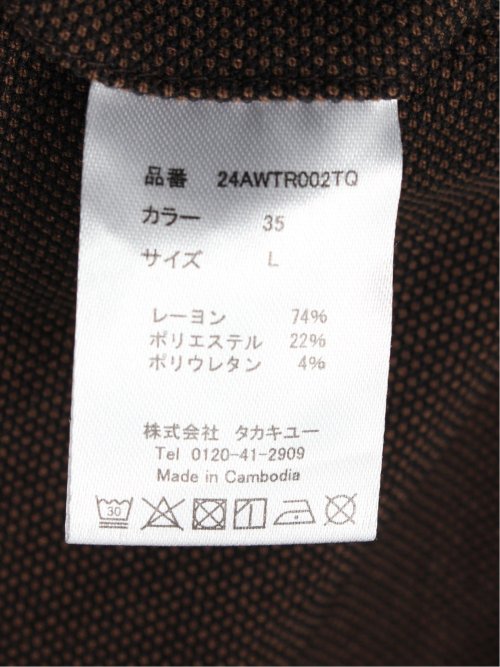 品番 24AWTR002TQ
カラー 35
サイズ L
レーヨン 74%
ポリエステル 22%
ポリウレタン 4%
株式会社 タカキュー
Tel 0120-41-2909
Made in Cambodia
30